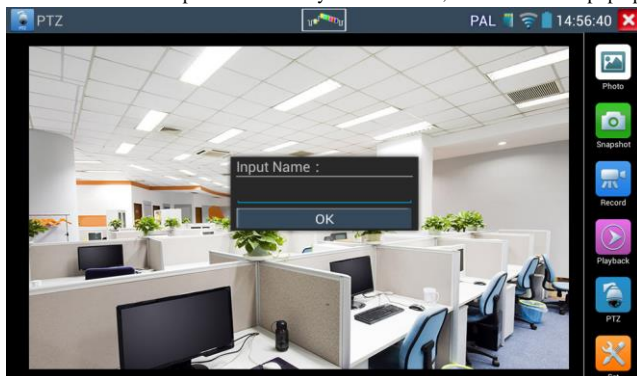 PTZ
PAL 14:56:40
Photo
Snapshot
Input Name :
OK
Record
Playback
PTZ